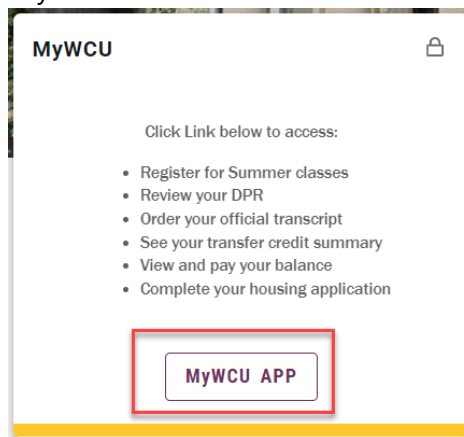 MyWCU
Click Link below to access:
• Register for Summer classes
• Review your DPR
• Order your official transcript
• See your transfer credit summary
• View and pay your balance
• Complete your housing application
MyWCU APP